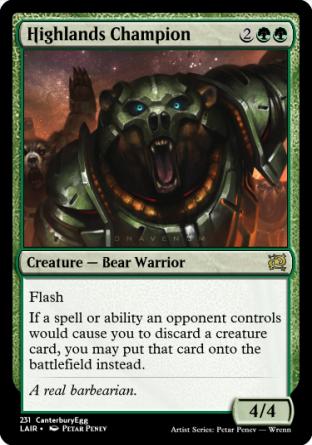 Highlands Champion 2
DHAVENOM
Creature — Bear Warrior
Flash
If a spell or ability an opponent controls
would cause you to discard a creature
card, you may put that card onto the
battlefield instead.
A real barbearian.
4/4
231 CanterburyEgg
LAIR • Petar Penev
Artist Series: Petar Penev — Wrenn